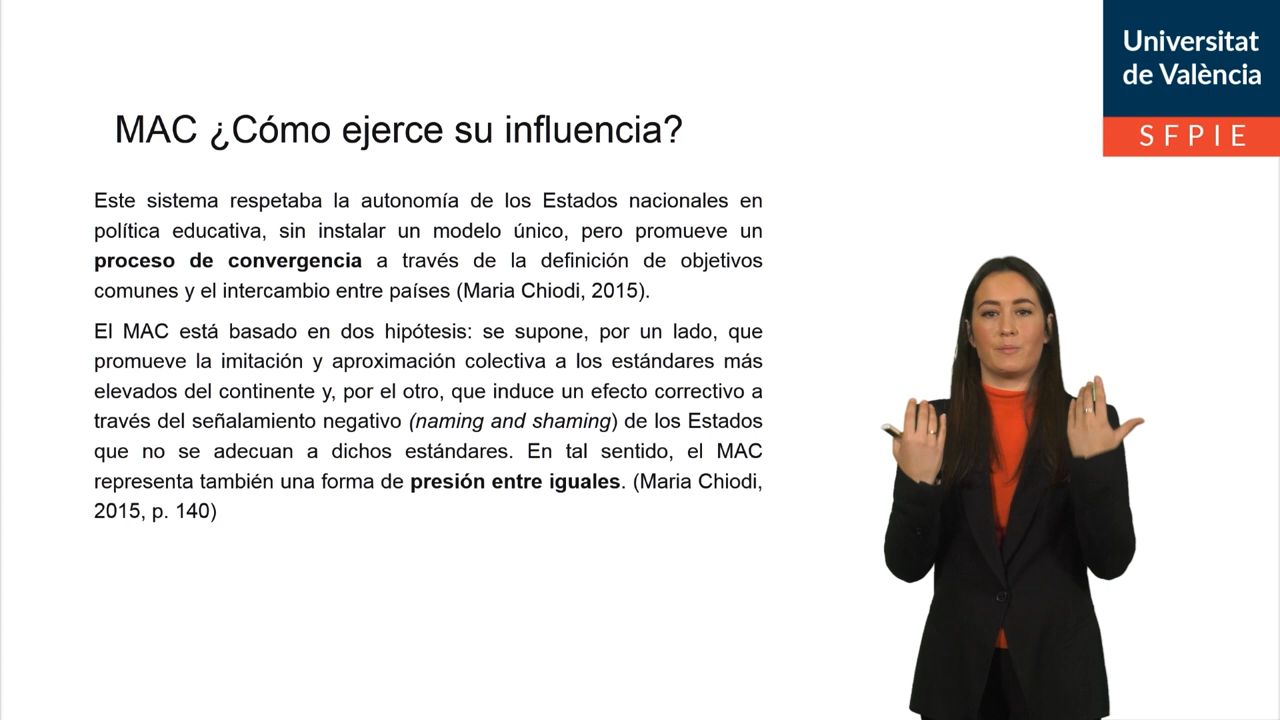 Universitat
de València
SFPIE
MAC ¿Cómo ejerce su influencia?
Este sistema respetaba la autonomía de los Estados nacionales en
política educativa, sin instalar un modelo único, pero promueve un
proceso de convergencia a través de la definición de objetivos
comunes y el intercambio entre países (Maria Chiodi, 2015).
El MAC está basado en dos hipótesis: se supone, por un lado, que
promueve la imitación y aproximación colectiva a los estándares más
elevados del continente y, por el otro, que induce un efecto correctivo a
través del señalamiento negativo (naming and shaming) de los Estados
que no se adecuan a dichos estándares. En tal sentido, el MAC
representa también una forma de presión entre iguales. (Maria Chiodi,
2015, p. 140)